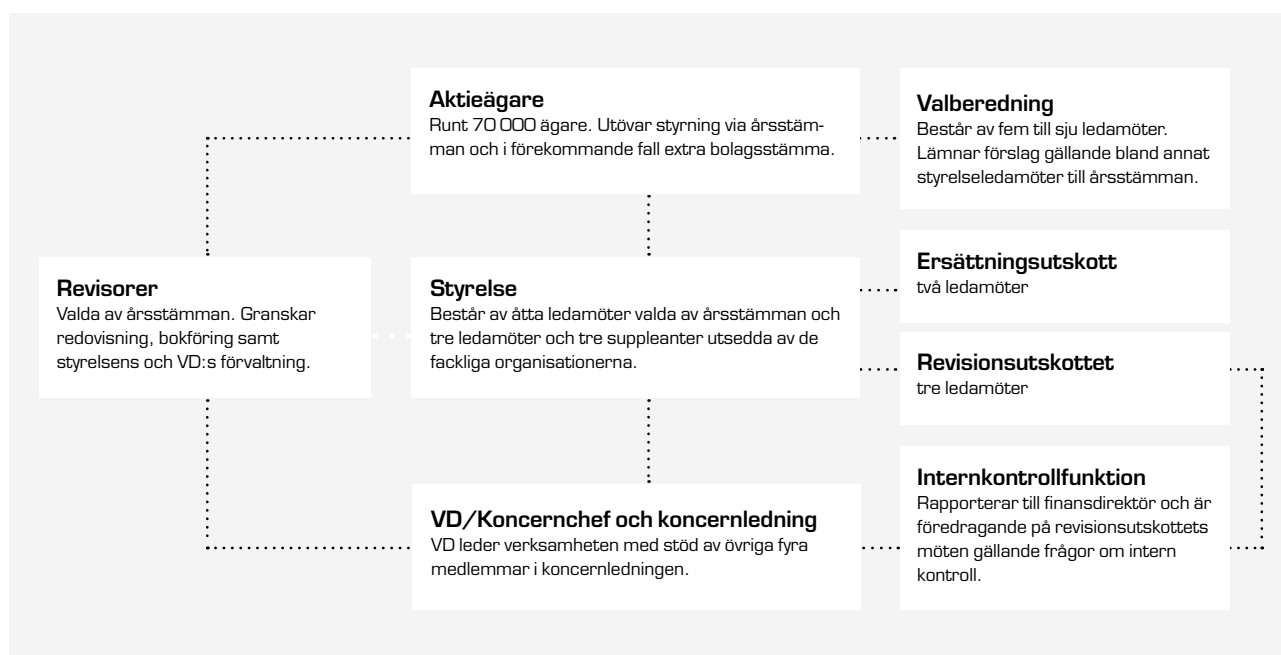 Aktieägare
Runt 70 000 ägare. Utövar styrning via årsstäm-
man och i förekommande fall extra bolagsstämma.
Valberedning
Består av fem till sju ledamöter.
Lämnar förslag gällande bland annat
styrelseledamöter till årsstämman.
Revisorer
Valda av årsstämman. Granskar
redovisning, bokföring samt
styrelsens och VD:s förvaltning.
Styrelse
Består av åtta ledamöter valda av årsstämman och
tre ledamöter och tre suppleanter utsedda av de
fackliga organisationerna.
Ersättningsutskott
två ledamöter
Revisionsutskottet
tre ledamöter
VD/Koncernchef och koncernledning
VD leder verksamheten med stöd av övriga fyra
medlemmar i koncernledningen.
Internkontrollfunktion
Rapporterar till finansdirektör och är
föredragande på revisionsutskottets
möten gällande frågor om intern
kontroll.